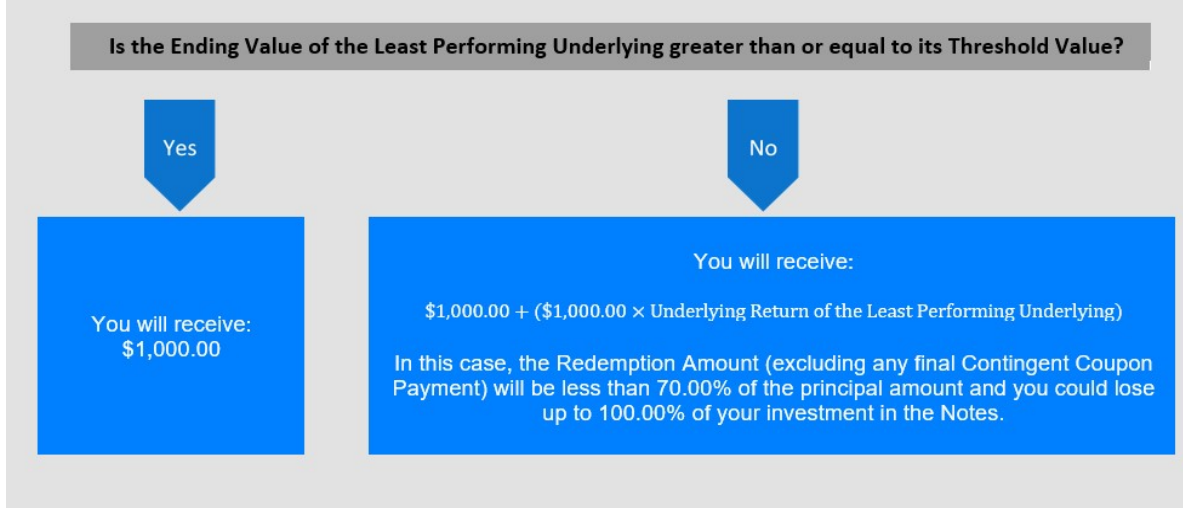 Is the Ending Value of the Least Performing Underlying greater than or equal to its Threshold Value?
Yes
No
You will receive:
$1,000.00
You will receive:
$1,000.00 + ($1,000.00 × Underlying Return of the Least Performing Underlying)
In this case, the Redemption Amount (excluding any final Contingent Coupon
Payment) will be less than 70.00% of the principal amount and you could lose
up to 100.00% of your investment in the Notes.